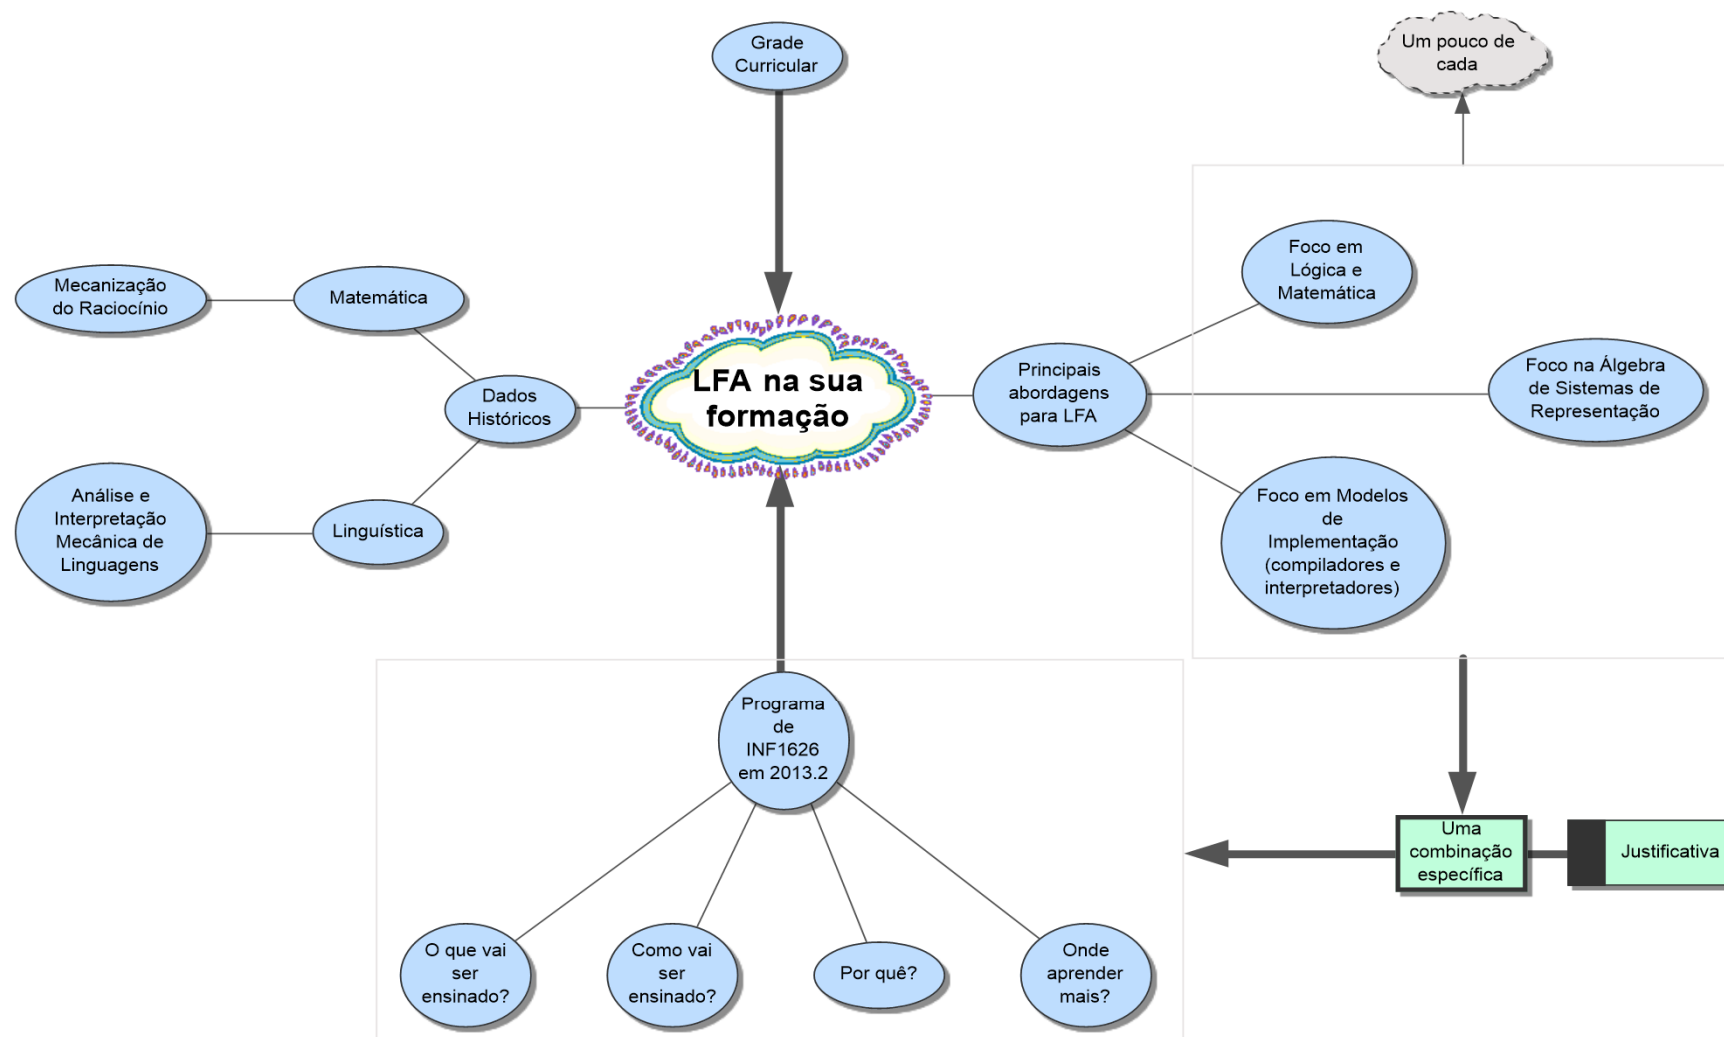 Grade
Curricular
Um pouco de
cada
Mecanização
do Raciocínio
Matemática
Dados
Históricos
Análise e
Interpretação
Mecânica de
Linguagens
Linguística
LFA na sua
formação
Principais
abordagens
para LFA
Foco em
Lógica e
Matemática
Foco na Álgebra
de Sistemas de
Representação
Foco em Modelos
de
Implementação
(compiladores e
interpretadores)
Programa
de
INF1626
em 2013.2
Uma
combinação
específica
Justificativa
O que vai
ser
ensinado?
Como vai
ser
ensinado?
Por quê?
Onde
aprender
mais?